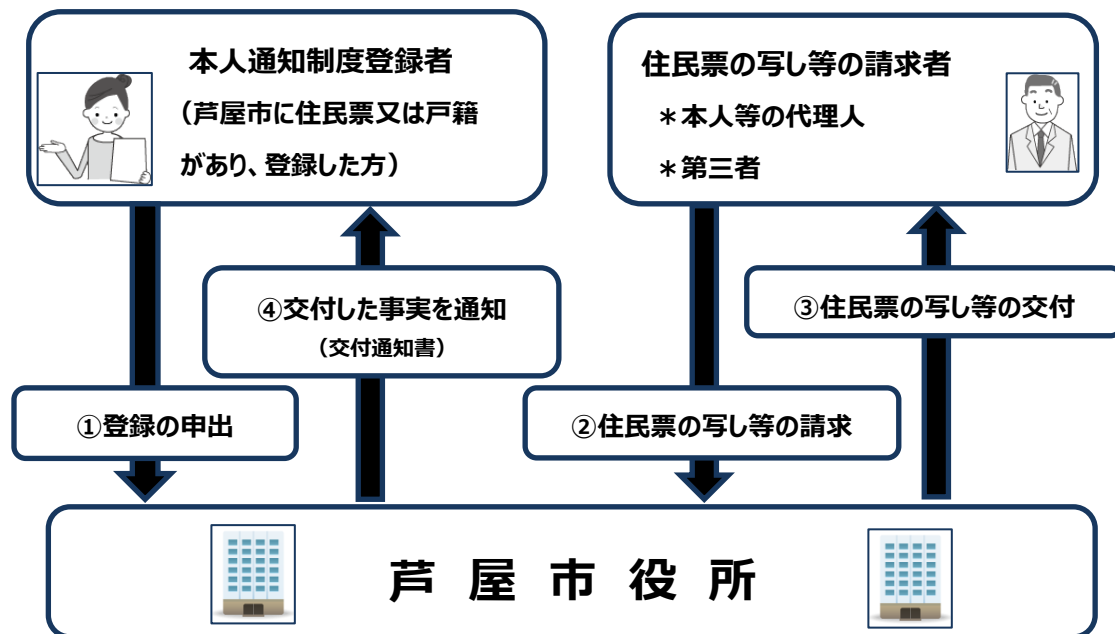 本人通知制度登録者
（芦屋市に住民票又は戸籍
があり、登録した方）
住民票の写し等の請求者
＊本人等の代理人
＊第三者
④交付した事実を通知
（交付通知書）
③住民票の写し等の交付
①登録の申出
②住民票の写し等の請求
芦屋市役所